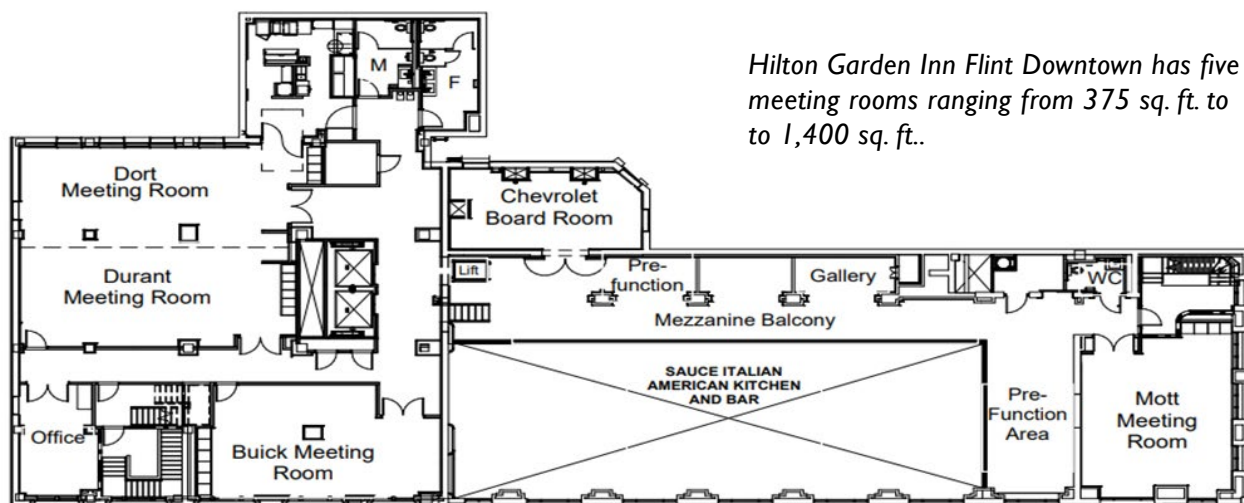 Hilton Garden Inn Flint Downtown has five
meeting rooms ranging from 375 sq. ft. to
to 1,400 sq. ft..
M
F
Dort
Meeting Room
Chevrolet
Board Room
Durant
Meeting Room
Lift
Pre-
function
Gallery
WC
Mezzanine Balcony
SAUCE ITALIAN
AMERICAN KITCHEN
AND BAR
Pre-
Function
Area
Mott
Meeting
Room
Office
Buick Meeting
Room